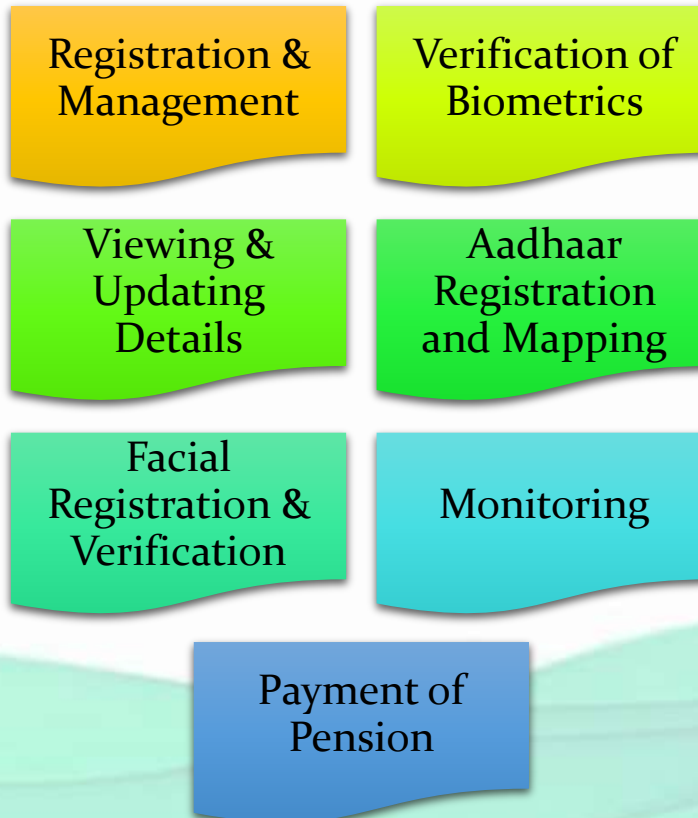 Registration &
Management
Verification of
Biometrics
Viewing &
Updating
Details
Aadhaar
Registration
and Mapping
Facial
Registration &
Verification
Monitoring
Payment of
Pension